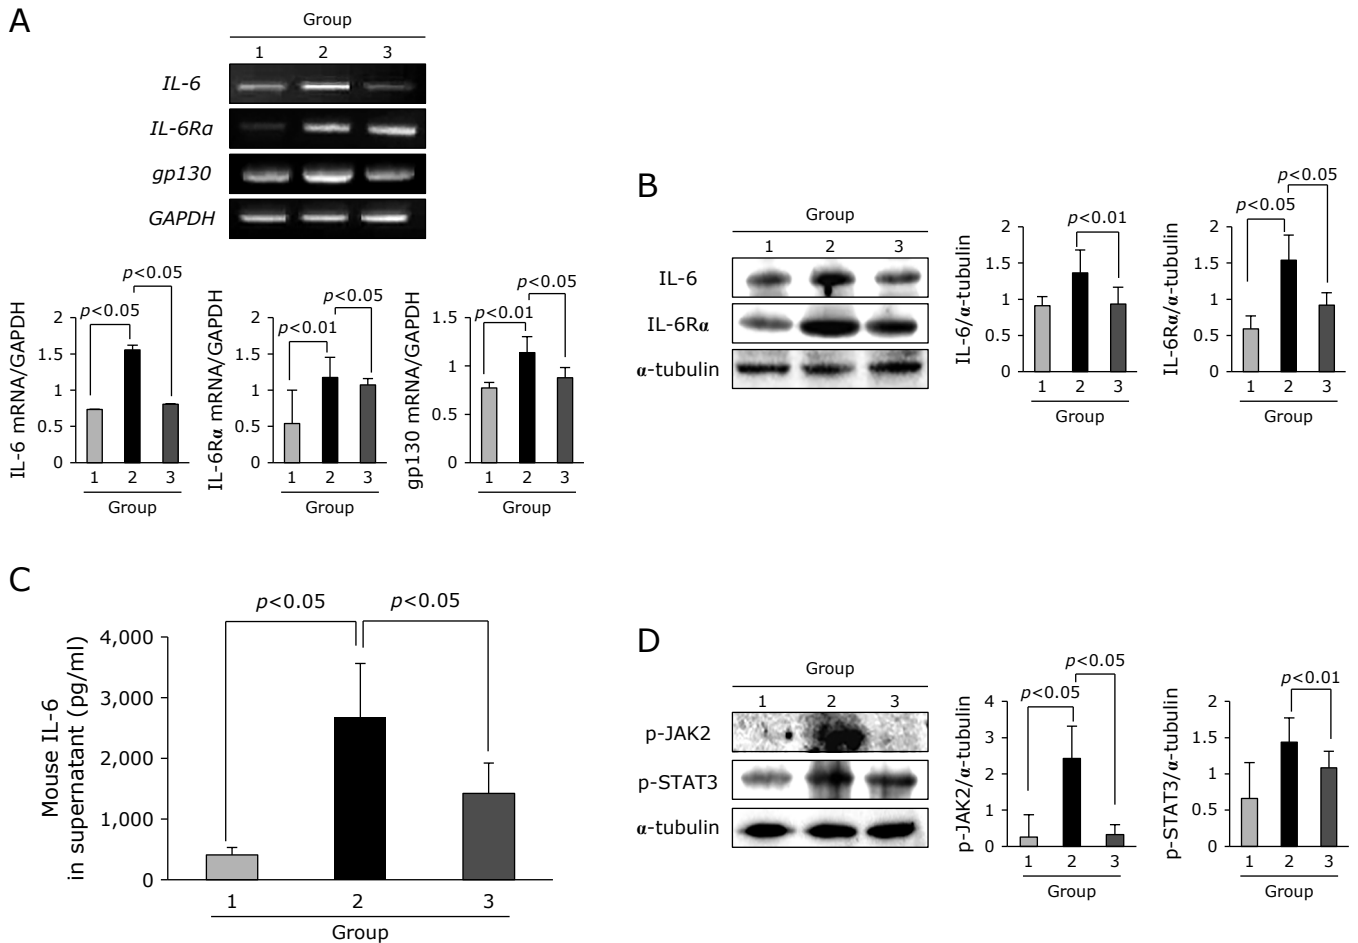 A
Group
1 2 3
IL-6
IL-6Rα
gp130
GAPDH
IL-6 mRNA/GAPDH
2
1.5
1
0.5
0
p<0.05
p<0.05
1 2 3
Group
IL-6Rα mRNA/GAPDH
2
1.5
1
0.5
0
p<0.01
p<0.05
1 2 3
Group
gp130 mRNA/GAPDH
1.5
1
0.5
0
p<0.01
p<0.05
1 2 3
Group
B
Group
1 2 3
IL-6
IL-6Rα
α-tubulin
IL-6/α-tubulin
2
1.5
1
0.5
0
p<0.01
1 2 3
Group
IL-6Rα/α-tubulin
2
1.5
1
0.5
0
p<0.05
p<0.05
1 2 3
Group
C
Mouse IL-6
in supernatant (pg/ml)
4,000
3,000
2,000
1,000
0
p<0.05
p<0.05
1 2 3
Group
D
Group
1 2 3
p-JAK2
p-STAT3
α-tubulin
p-JAK2/α-tubulin
4
3
2
1
0
p<0.05
p<0.05
1 2 3
Group
p-STAT3/α-tubulin
2
1.5
1
0.5
0
p<0.01
1 2 3
Group